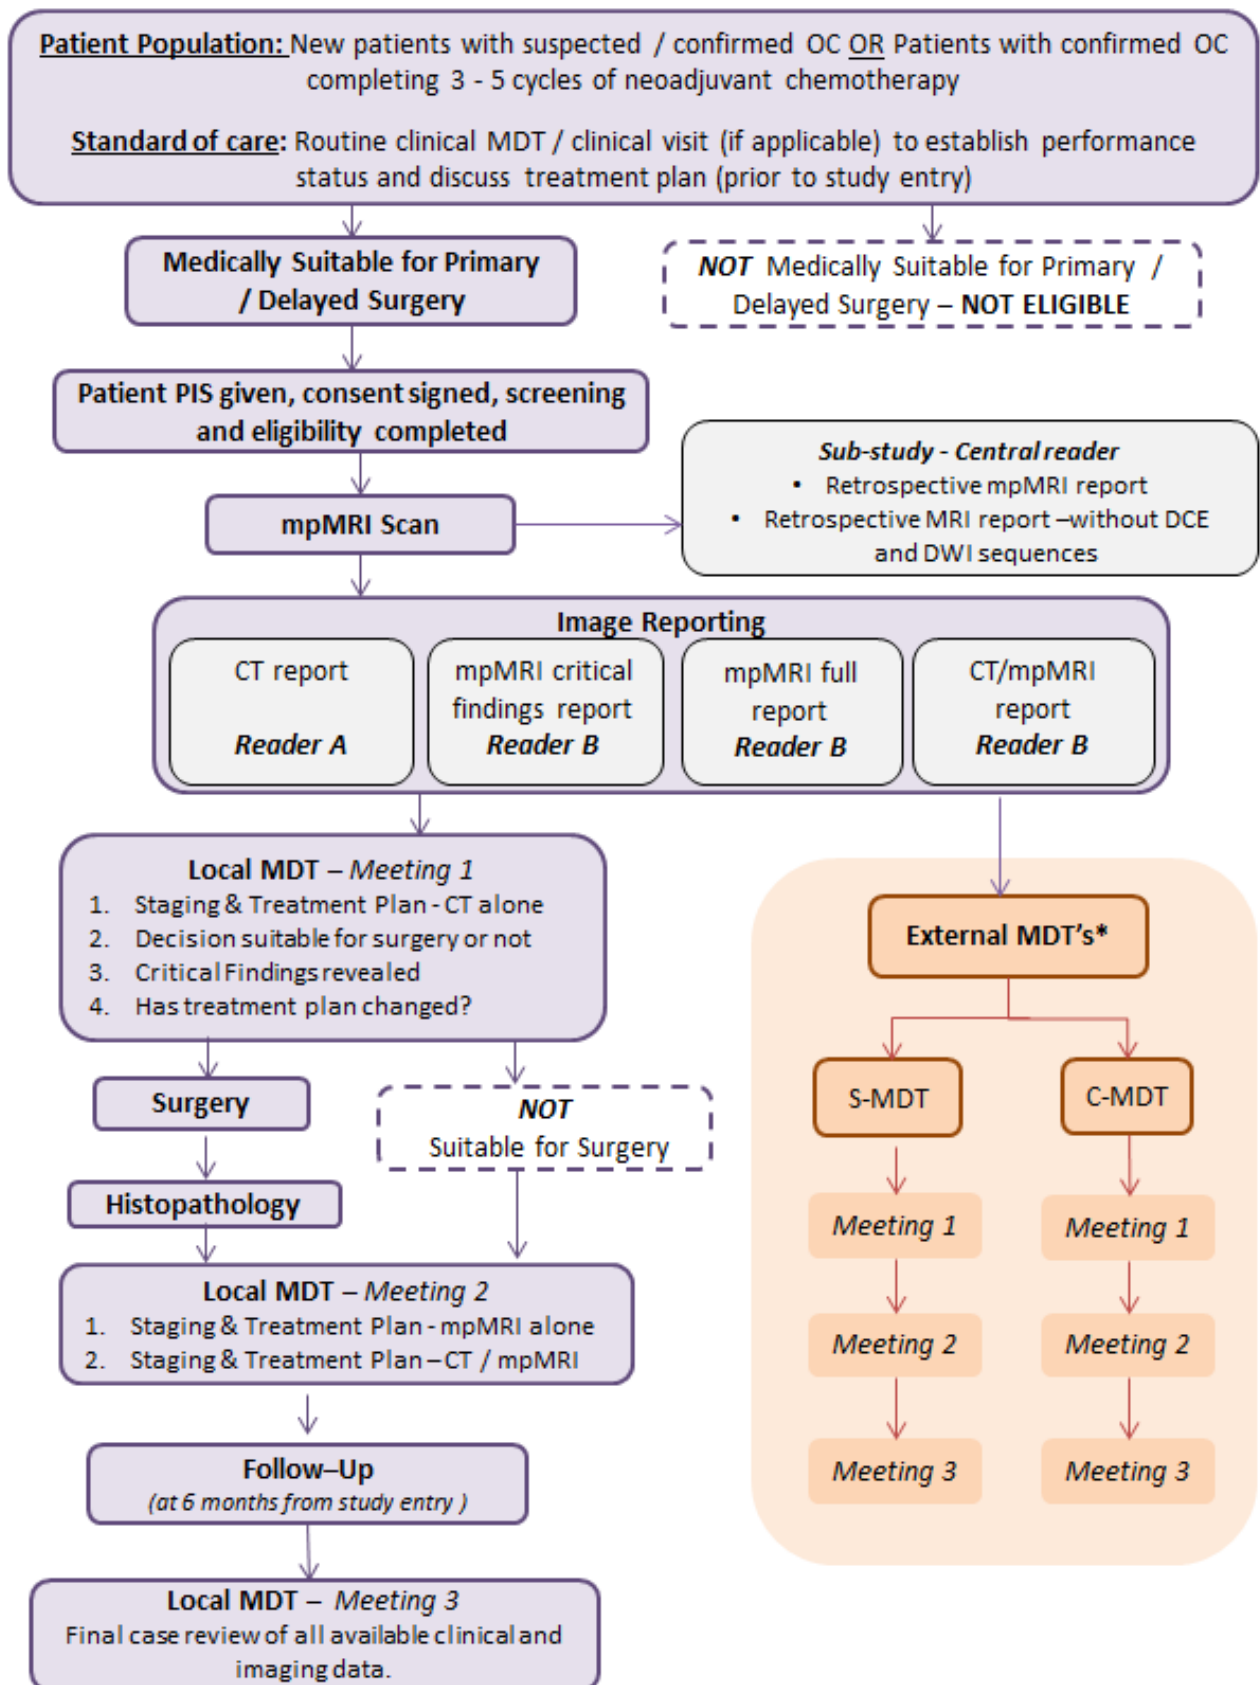 Patient Population: New patients with suspected / confirmed OC OR Patients with confirmed OC
completing 3 - 5 cycles of neoadjuvant chemotherapy
Standard of care: Routine clinical MDT / clinical visit (if applicable) to establish performance
status and discuss treatment plan (prior to study entry)
Medically Suitable for Primary
/ Delayed Surgery
NOT Medically Suitable for Primary /
Delayed Surgery – NOT ELIGIBLE
Patient PIS given, consent signed, screening
and eligibility completed
mpMRI Scan
Sub-study - Central reader
• Retrospective mpMRI report
• Retrospective MRI report –without DCE
and DWI sequences
Image Reporting
CT report
Reader A
mpMRI critical
findings report
Reader B
mpMRI full
report
Reader B
CT/mpMRI
report
Reader B
Local MDT – Meeting 1
1. Staging & Treatment Plan - CT alone
2. Decision suitable for surgery or not
3. Critical Findings revealed
4. Has treatment plan changed?
Surgery
NOT
Suitable for Surgery
Histopathology
Local MDT – Meeting 2
1. Staging & Treatment Plan - mpMRI alone
2. Staging & Treatment Plan – CT / mpMRI
Follow–Up
(at 6 months from study entry )
Local MDT – Meeting 3
Final case review of all available clinical and
imaging data.
External MDT's*
S-MDT
C-MDT
Meeting 1
Meeting 1
Meeting 2
Meeting 2
Meeting 3
Meeting 3